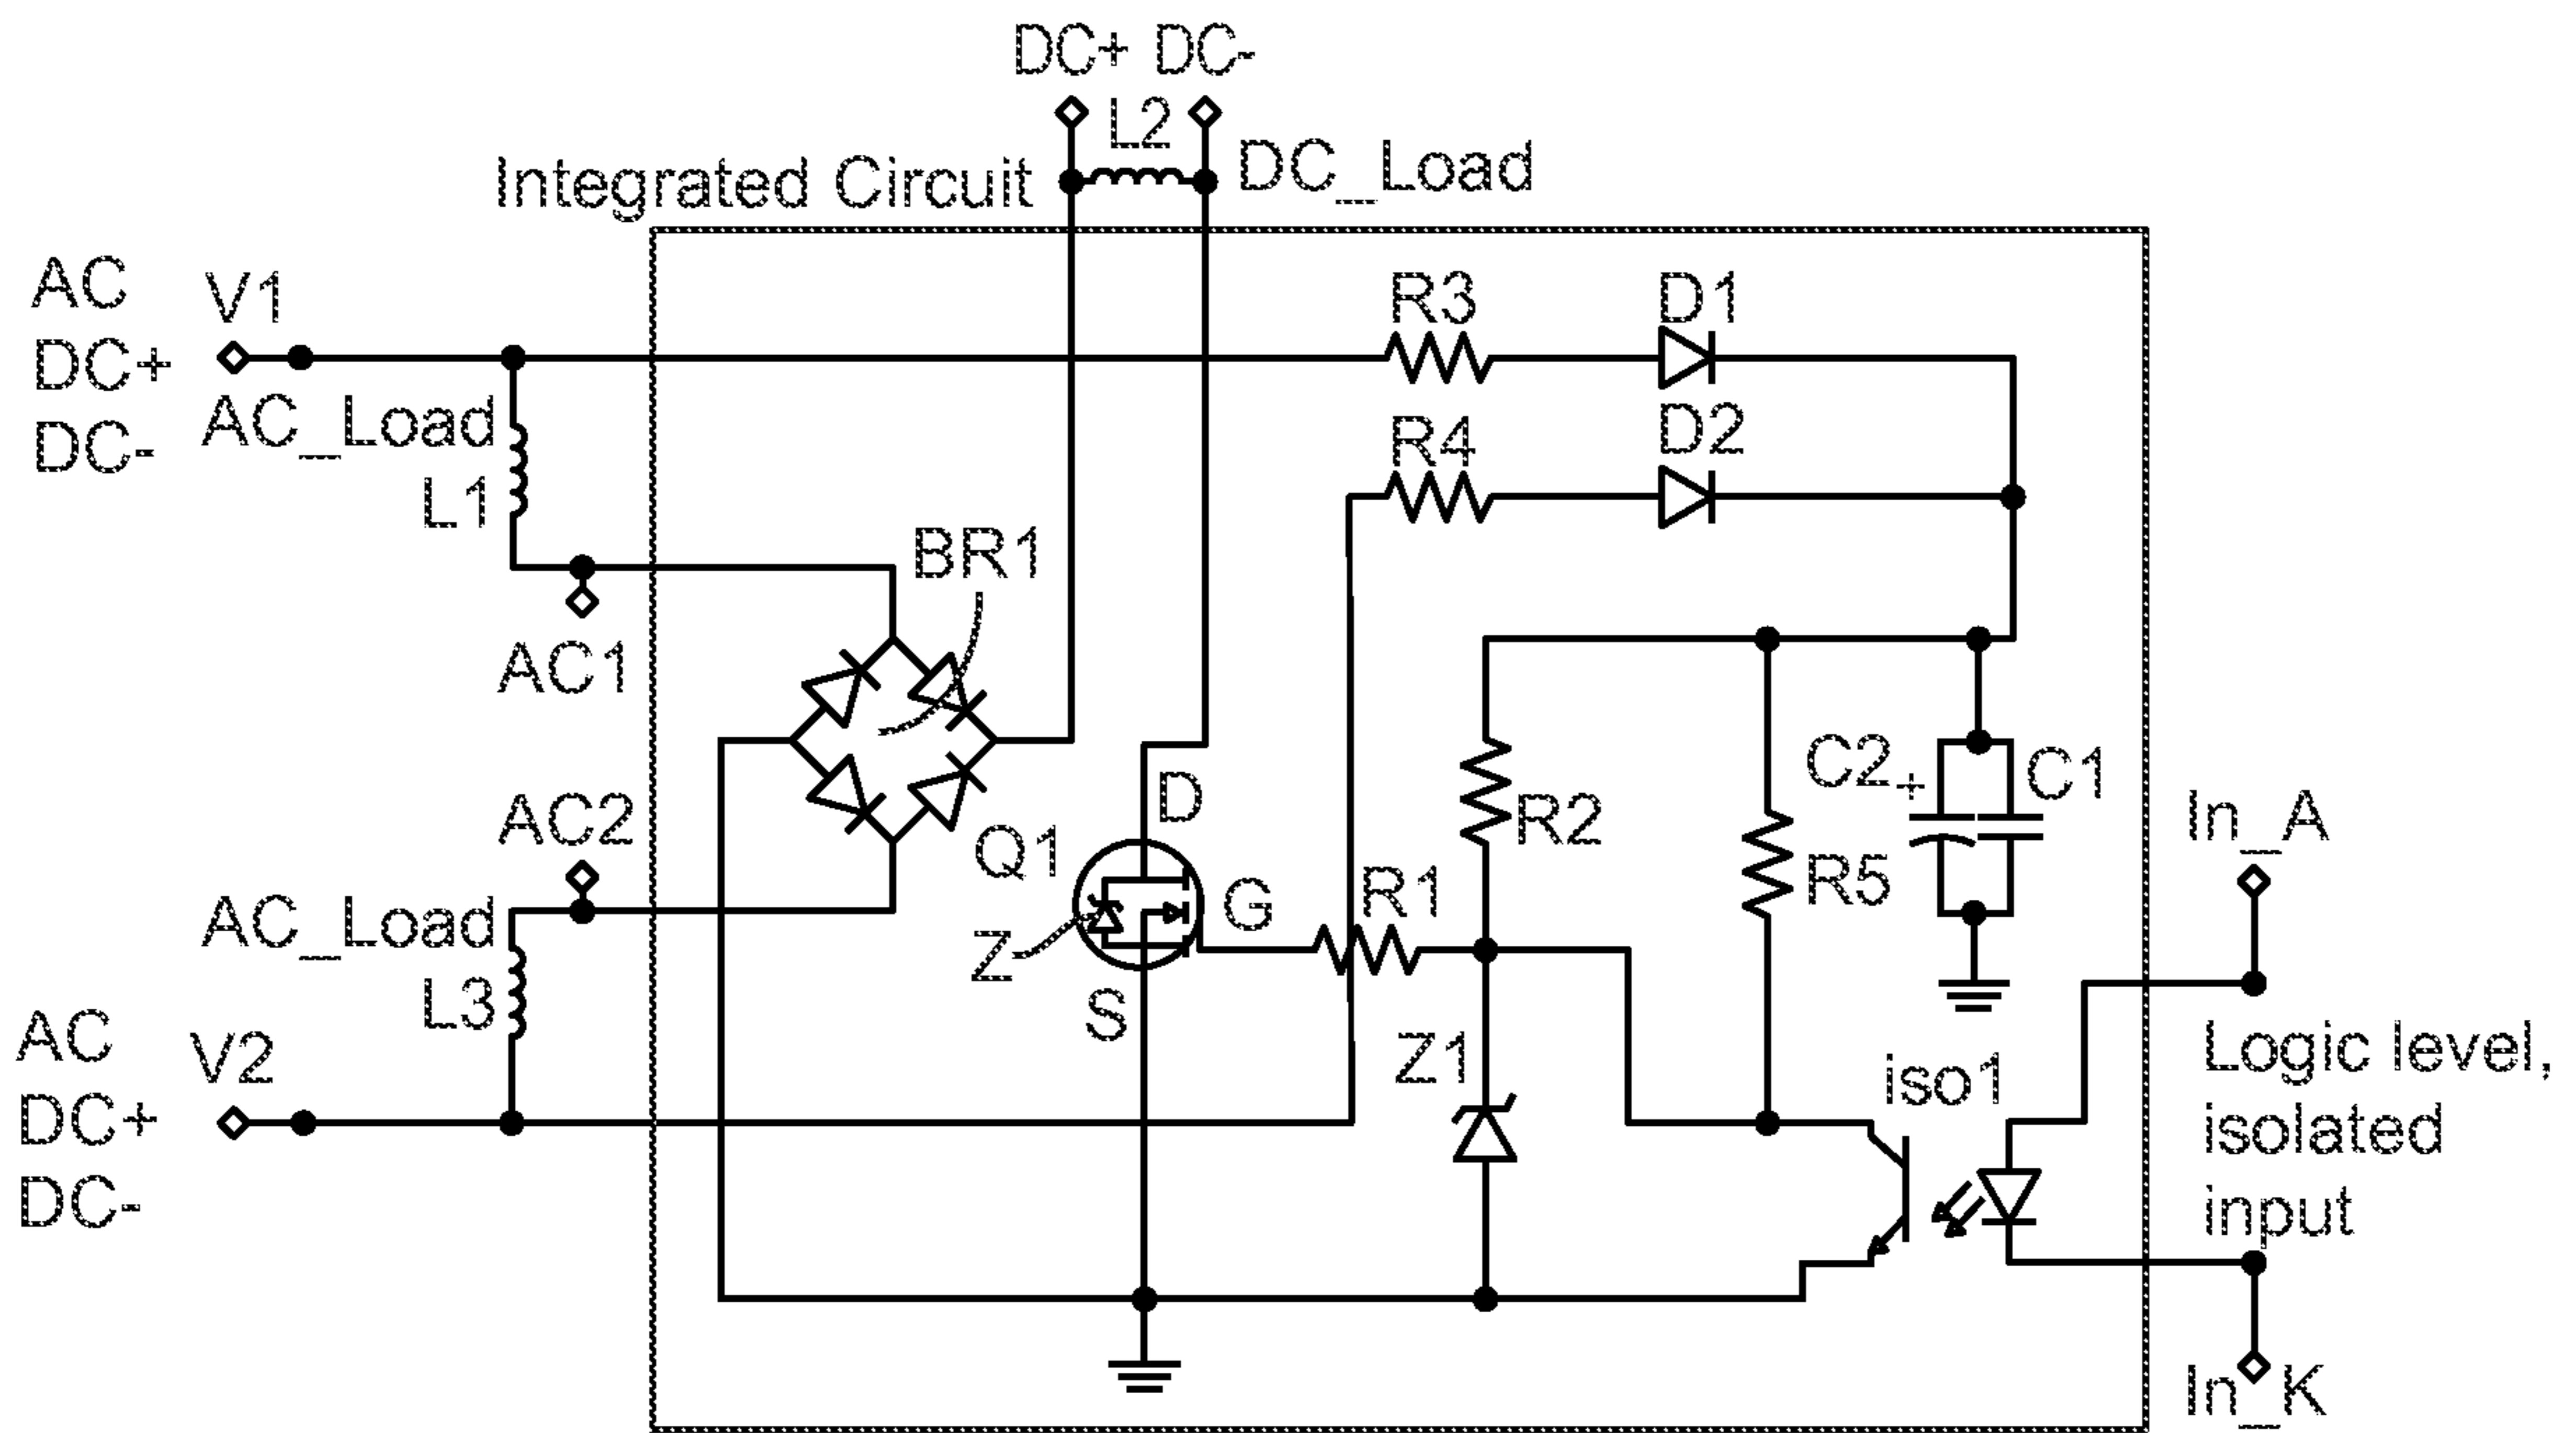 DC+ DC-
L2
Integrated Circuit
DC_Load
AC
DC+
DC-
V1
AC_Load
L1
R3
D1
R4
D2
BR1
AC1
AC2
AC_Load
L3
AC
DC+
DC-
V2
Q1
D
G
S
Z
R1
R2
R5
C2
+
C1
Z1
iso1
In_A
Logic level,
isolated
input
In_K